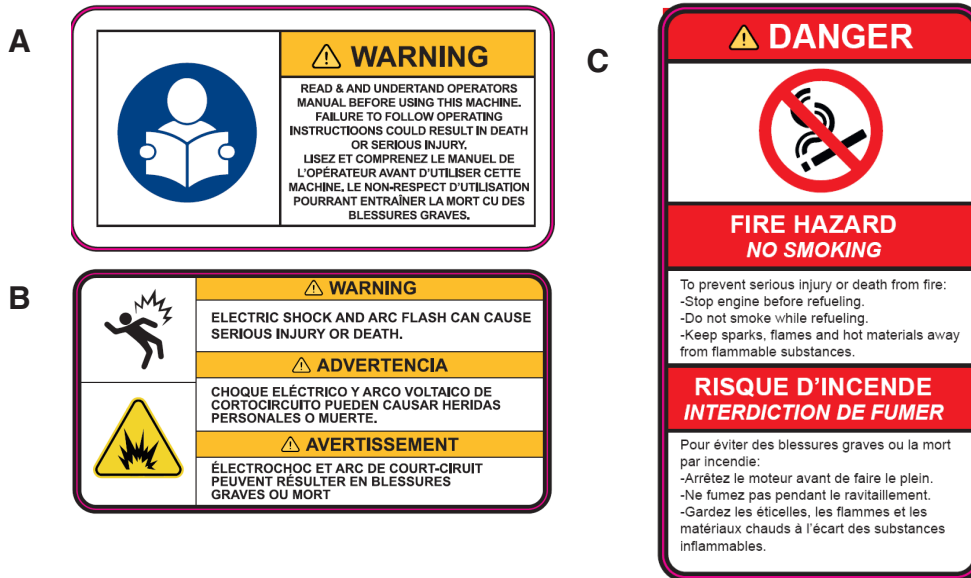 A
WARNING
READ & AND UNDERTAND OPERATORS
MANUAL BEFORE USING THIS MACHINE.
FAILURE TO FOLLOW OPERATING
INSTRUCTIOONS COULD RESULT IN DEATH
OR SERIOUS INJURY.
LISEZ ET COMPRENEZ LE MANUEL DE
L'OPÉRATEUR AVANT D'UTILISER CETTE
MACHINE. LE NON-RESPECT D'UTILISATION
POURRANT ENTRAÎNER LA MORT CU DES
BLESSURES GRAVES.
B
WARNING
ELECTRIC SHOCK AND ARC FLASH CAN CAUSE
SERIOUS INJURY OR DEATH.
ADVERTENCIA
CHOQUE ELÉCTRICO Y ARCO VOLTAICO DE
CORTOCIRCUITO PUEDEN CAUSAR HERIDAS
PERSONALES O MUERTE.
AVERTISSEMENT
ÉLECTROCHOC ET ARC DE COURT-CIRUIT
PEUVENT RÉSULTER EN BLESSURES
GRAVES OU MORT
C
DANGER
FIRE HAZARD
NO SMOKING
To prevent serious injury or death from fire:
-Stop engine before refueling.
-Do not smoke while refueling.
-Keep sparks, flames and hot materials away
from flammable substances.
RISQUE D'INCENDE
INTERDICTION DE FUMER
Pour éviter des blessures graves ou la mort
par incendie:
-Arrêtez le moteur avant de faire le plein.
-Ne fumez pas pendant le ravitaillement.
-Gardez les éticelles, les flammes et les
matériaux chauds à l'écart des substances
inflammables.